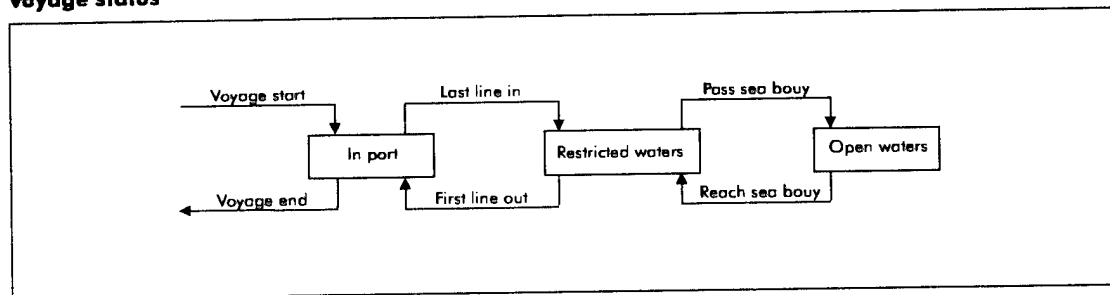 Voyage status
Voyage start
Last line in
Pass sea bouy
In port
Restricted waters
Open waters
Voyage end
First line out
Reach sea bouy